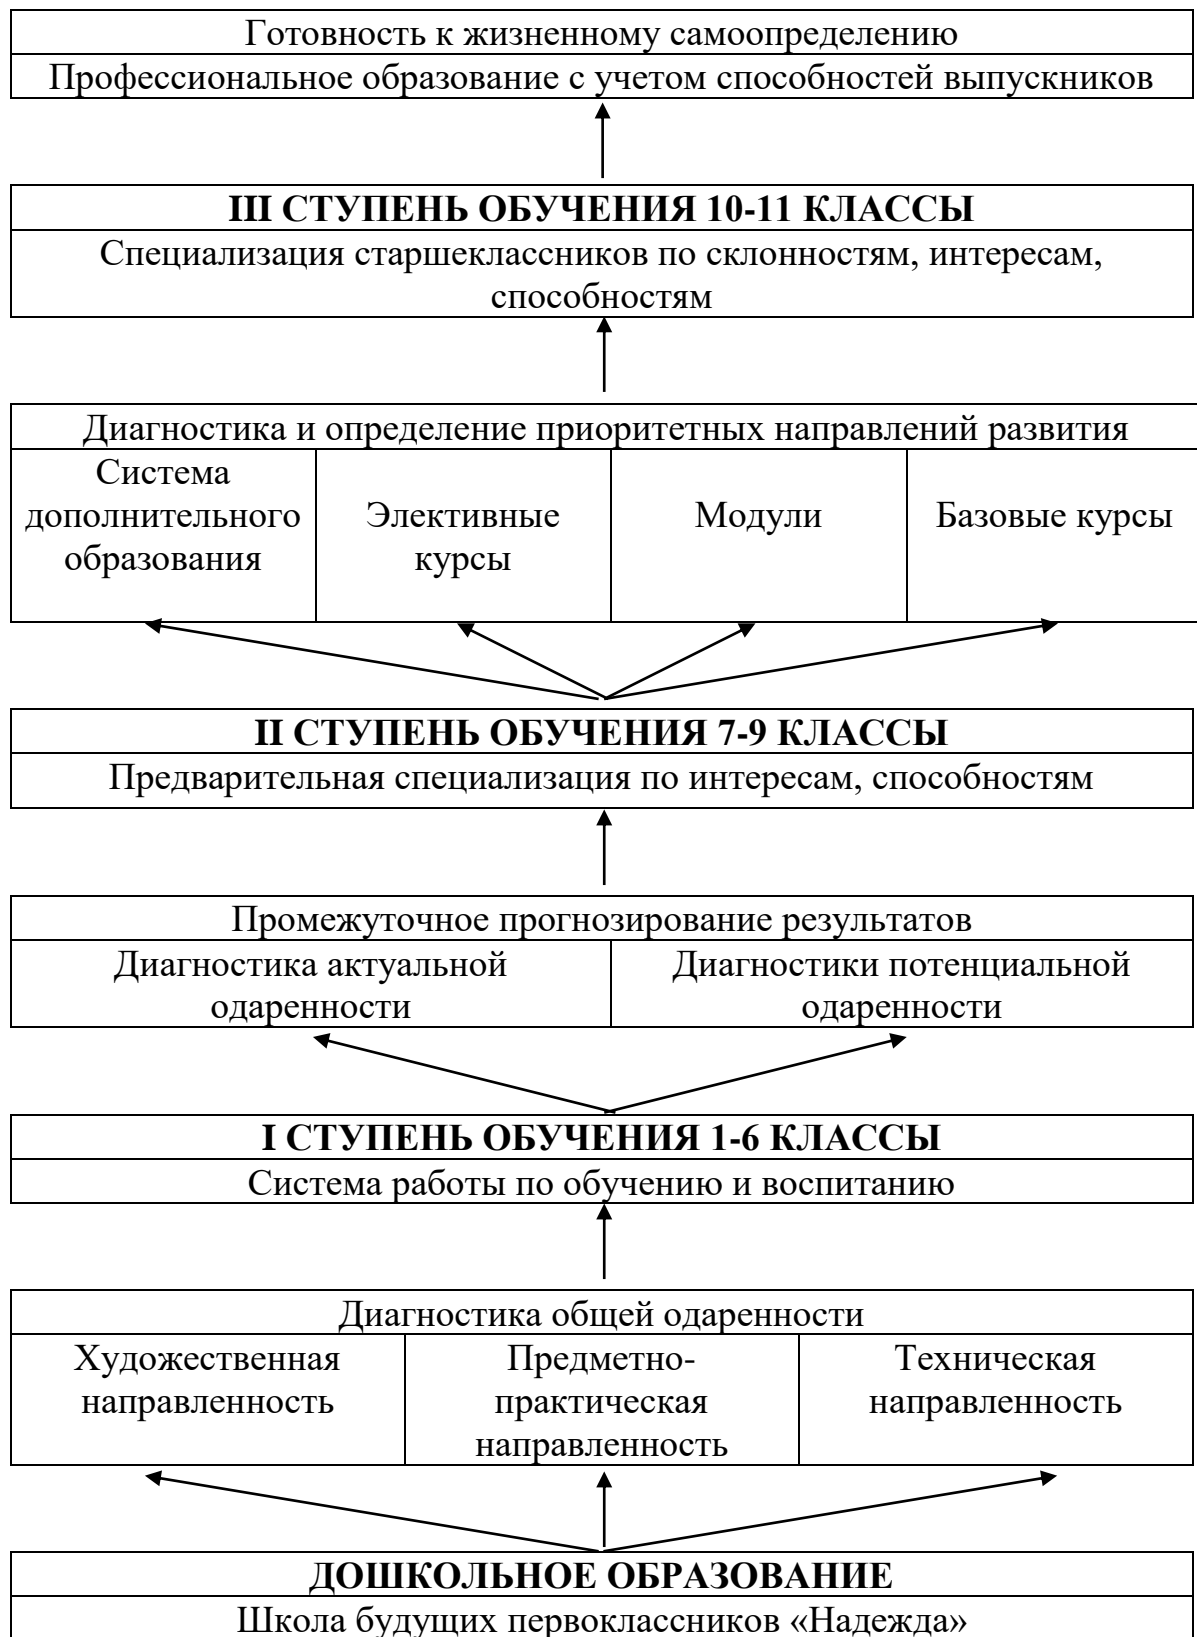 Готовность к жизненному самоопределению
Профессиональное образование с учетом способностей выпускников
III СТУПЕНЬ ОБУЧЕНИЯ 10-11 КЛАССЫ
Специализация старшеклассников по склонностям, интересам,
способностям
Диагностика и определение приоритетных направлений развития
Система
дополнительного
образования
Элективные
курсы
Модули
Базовые курсы
II СТУПЕНЬ ОБУЧЕНИЯ 7-9 КЛАССЫ
Предварительная специализация по интересам, способностям
Промежуточное прогнозирование результатов
Диагностика актуальной
одаренности
Диагностики потенциальной
одаренности
I СТУПЕНЬ ОБУЧЕНИЯ 1-6 КЛАССЫ
Система работы по обучению и воспитанию
Диагностика общей одаренности
Художественная
направленность
Предметно-
практическая
направленность
Техническая
направленность
ДОШКОЛЬНОЕ ОБРАЗОВАНИЕ
Школа будущих первоклассников «Надежда»